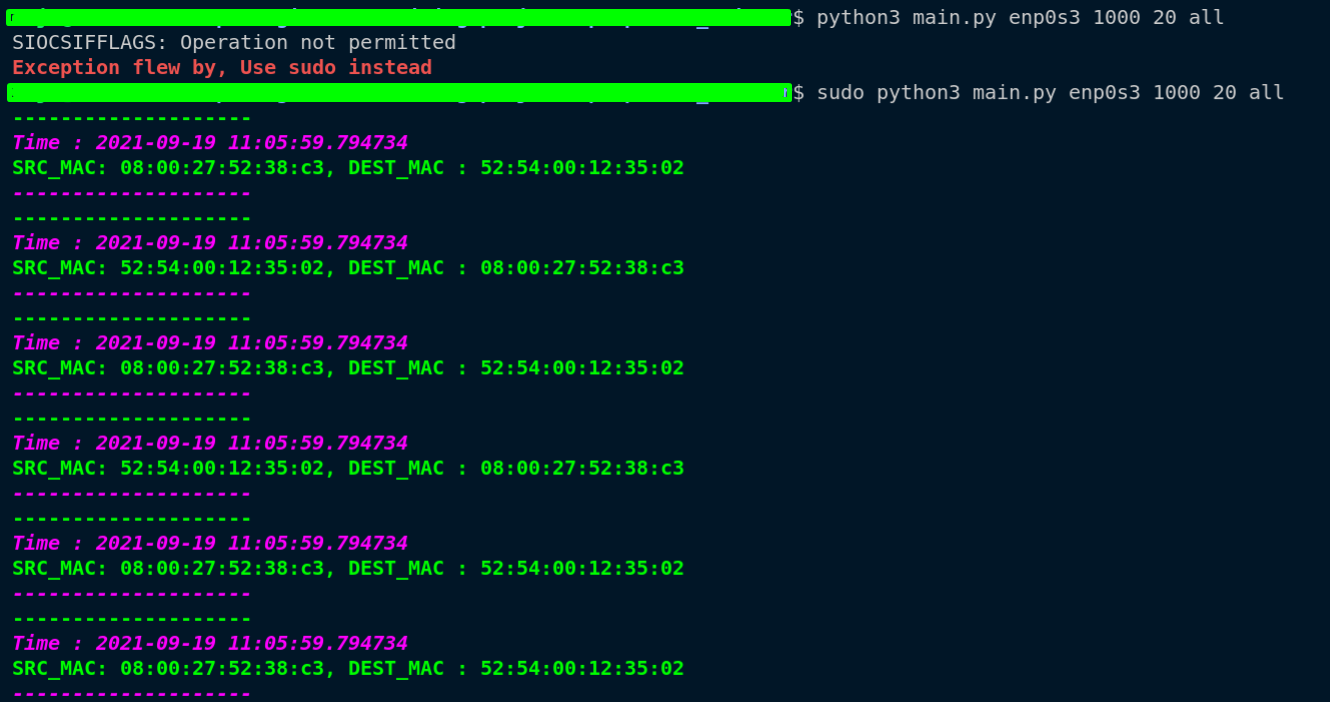 $ python3 main.py enp0s3 1000 20 all
SIOCSIFFLAGS: Operation not permitted
Exception flew by, Use sudo instead
$ sudo python3 main.py enp0s3 1000 20 all
--------------------
Time : 2021-09-19 11:05:59.794734
SRC_MAC: 08:00:27:52:38:c3, DEST_MAC : 52:54:00:12:35:02
--------------------
--------------------
Time : 2021-09-19 11:05:59.794734
SRC_MAC: 52:54:00:12:35:02, DEST_MAC : 08:00:27:52:38:c3
--------------------
--------------------
Time : 2021-09-19 11:05:59.794734
SRC_MAC: 08:00:27:52:38:c3, DEST_MAC : 52:54:00:12:35:02
--------------------
--------------------
Time : 2021-09-19 11:05:59.794734
SRC_MAC: 52:54:00:12:35:02, DEST_MAC : 08:00:27:52:38:c3
--------------------
--------------------
Time : 2021-09-19 11:05:59.794734
SRC_MAC: 08:00:27:52:38:c3, DEST_MAC : 52:54:00:12:35:02
--------------------
--------------------
Time : 2021-09-19 11:05:59.794734
SRC_MAC: 08:00:27:52:38:c3, DEST_MAC : 52:54:00:12:35:02
--------------------